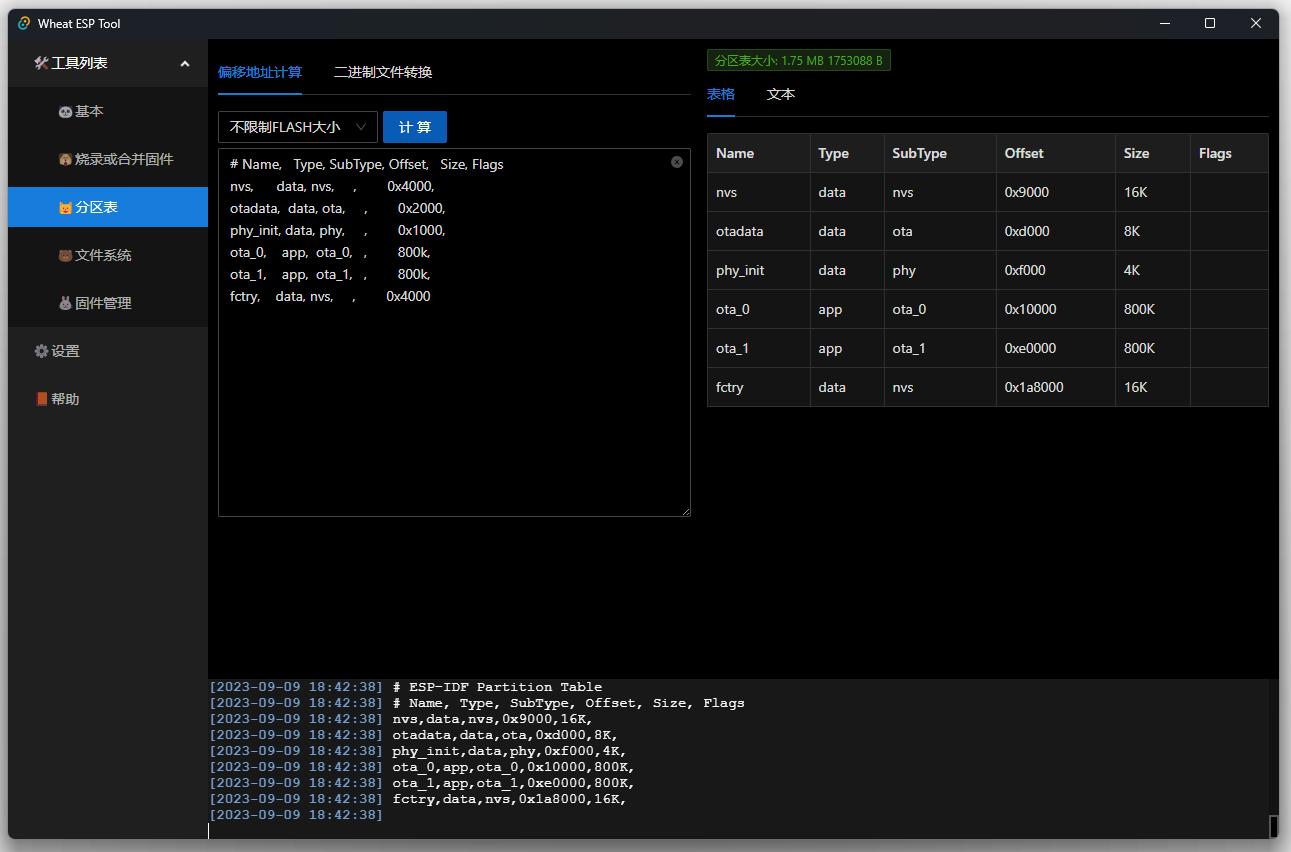 Wheat ESP Tool
工具列表
基本
烧录或合并固件
分区表
文件系统
固件管理
设置
帮助
偏移地址计算 二进制文件转换
不限制FLASH大小 计 算
# Name, Type, SubType, Offset, Size, Flags
nvs, data, nvs, , 0x4000,
otadata, data, ota, , 0x2000,
phy_init, data, phy, , 0x1000,
ota_0, app, ota_0, , 800k,
ota_1, app, ota_1, , 800k,
fctry, data, nvs, , 0x4000
分区表大小: 1.75 MB 1753088 B
表格 文本
Name Type SubType Offset Size Flags
nvs data nvs 0x9000 16K
otadata data ota 0xd000 8K
phy_init data phy 0xf000 4K
ota_0 app ota_0 0x10000 800K
ota_1 app ota_1 0xe0000 800K
fctry data nvs 0x1a8000 16K
[2023-09-09 18:42:38] # ESP-IDF Partition Table
[2023-09-09 18:42:38] # Name, Type, SubType, Offset, Size, Flags
[2023-09-09 18:42:38] nvs,data,nvs,0x9000,16K,
[2023-09-09 18:42:38] otadata,data,ota,0xd000,8K,
[2023-09-09 18:42:38] phy_init,data,phy,0xf000,4K,
[2023-09-09 18:42:38] ota_0,app,ota_0,0x10000,800K,
[2023-09-09 18:42:38] ota_1,app,ota_1,0xe0000,800K,
[2023-09-09 18:42:38] fctry,data,nvs,0x1a8000,16K,
[2023-09-09 18:42:38]